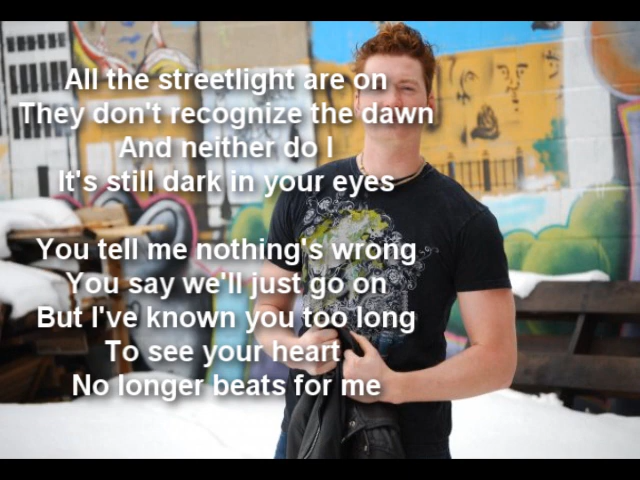 All the streetlight are on
They don't recognize the dawn
And neither do I
It's still dark in your eyes
You tell me nothing's wrong
You say we'll just go on
But I've known you too long
To see your heart
No longer beats for me